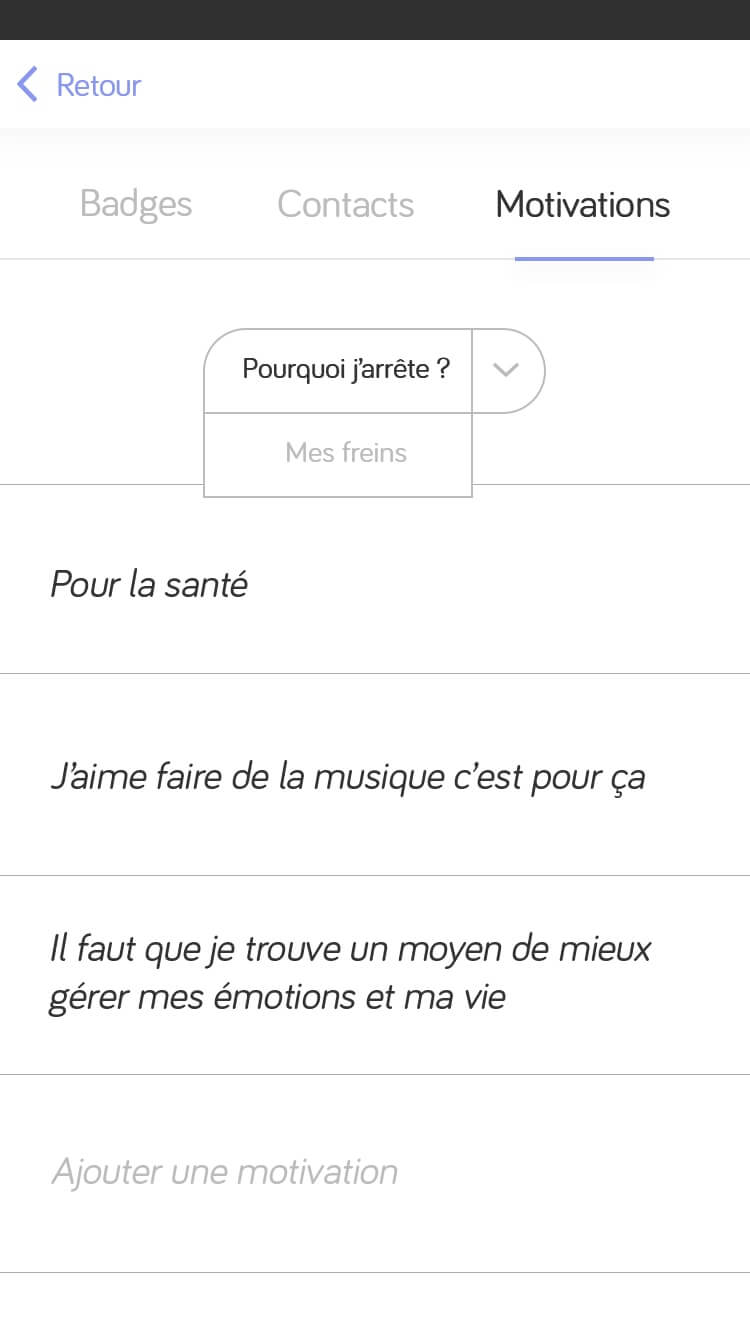 Retour
Badges Contacts Motivations
Pourquoi j'arrête ?
Mes freins
Pour la santé
J'aime faire de la musique c'est pour ça
Il faut que je trouve un moyen de mieux
gérer mes émotions et ma vie
Ajouter une motivation